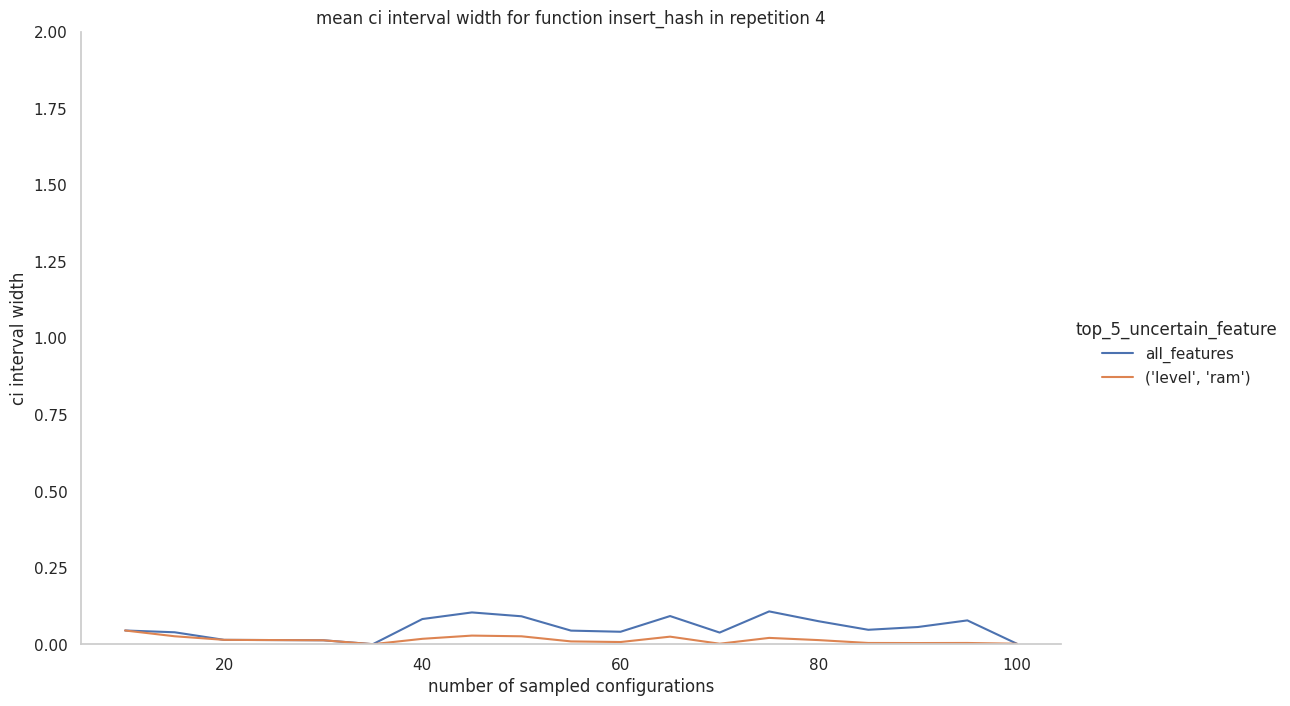 mean ci interval width for function insert_hash in repetition 4
2.00
1.75
1.50
1.25
1.00
0.75
0.50
0.25
0.00
ci interval width
20
40
60
80
100
number of sampled configurations
top_5_uncertain_feature
all_features
('level', 'ram')